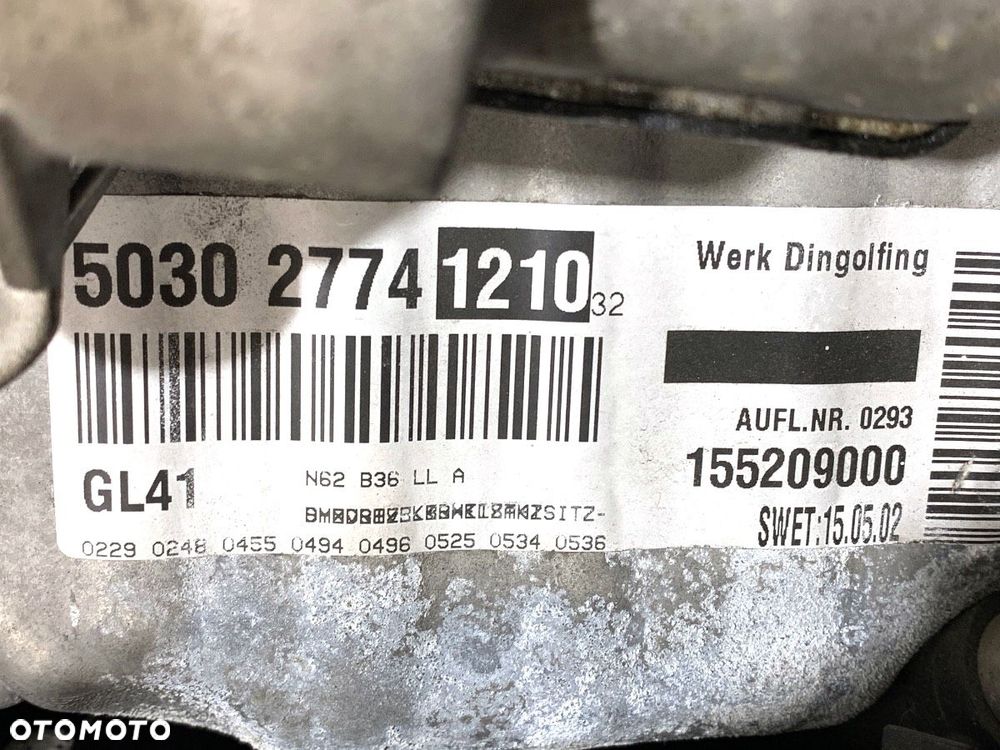 5030 2774 1210 32
Werk Dingolfing
AUFL.NR. 0293
155209000
GL41
N62 B36 LL A
SWET:15.05.02
0229 0248 0455 0494 0496 0525 0534 0536
OTOMOTO